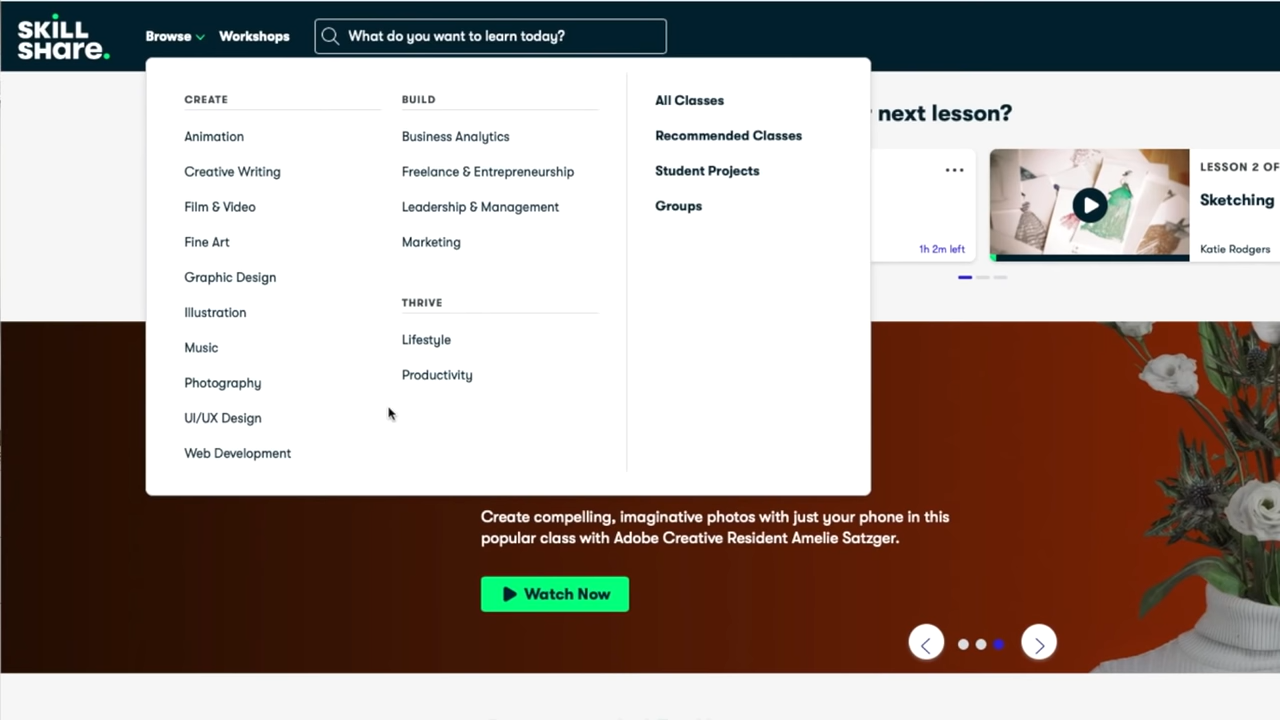 SKILL
SHare.
Browse
Workshops
What do you want to learn today?
CREATE
Animation
Creative Writing
Film & Video
Fine Art
Graphic Design
Illustration
Music
Photography
UI/UX Design
Web Development
BUILD
Business Analytics
Freelance & Entrepreneurship
Leadership & Management
Marketing
THRIVE
Lifestyle
Productivity
All Classes
Recommended Classes
Student Projects
Groups
next lesson?
1h 2m left
LESSON 2 OF
Sketching
Katie Rodgers
Create compelling, imaginative photos with just your phone in this
popular class with Adobe Creative Resident Amelie Satzger.
Watch Now